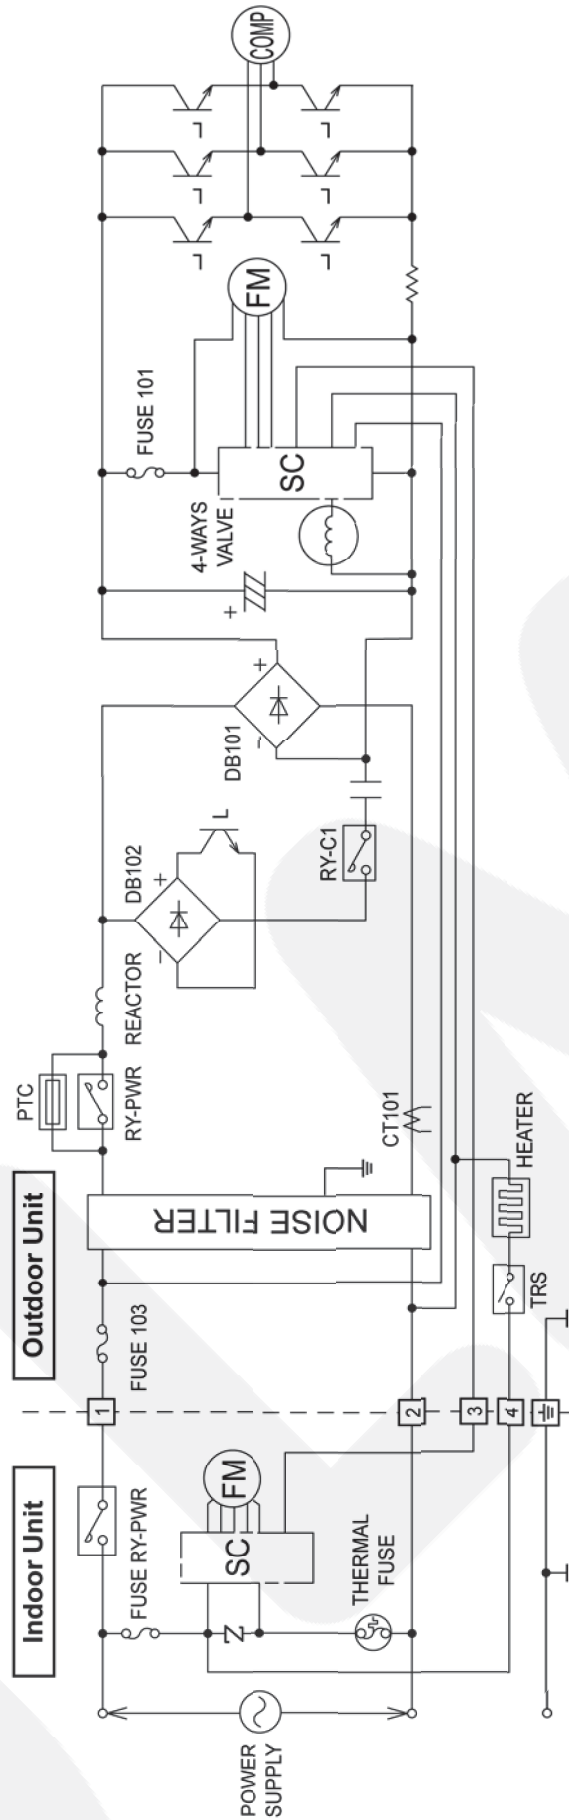 Indoor Unit
Outdoor Unit
POWER
SUPPLY
FUSE RY-PWR
Z
SC
FM
THERMAL
FUSE
1
2
3
4
FUSE 103
TRS
HEATER
NOISE FILTER
CT101
PTC
RY-PWR
REACTOR
DB102
+
−
L
RY-C1
DB101
+
−
+
4-WAYS
VALVE
SC
FUSE 101
FM
COMP
L
L
L
L
L
L